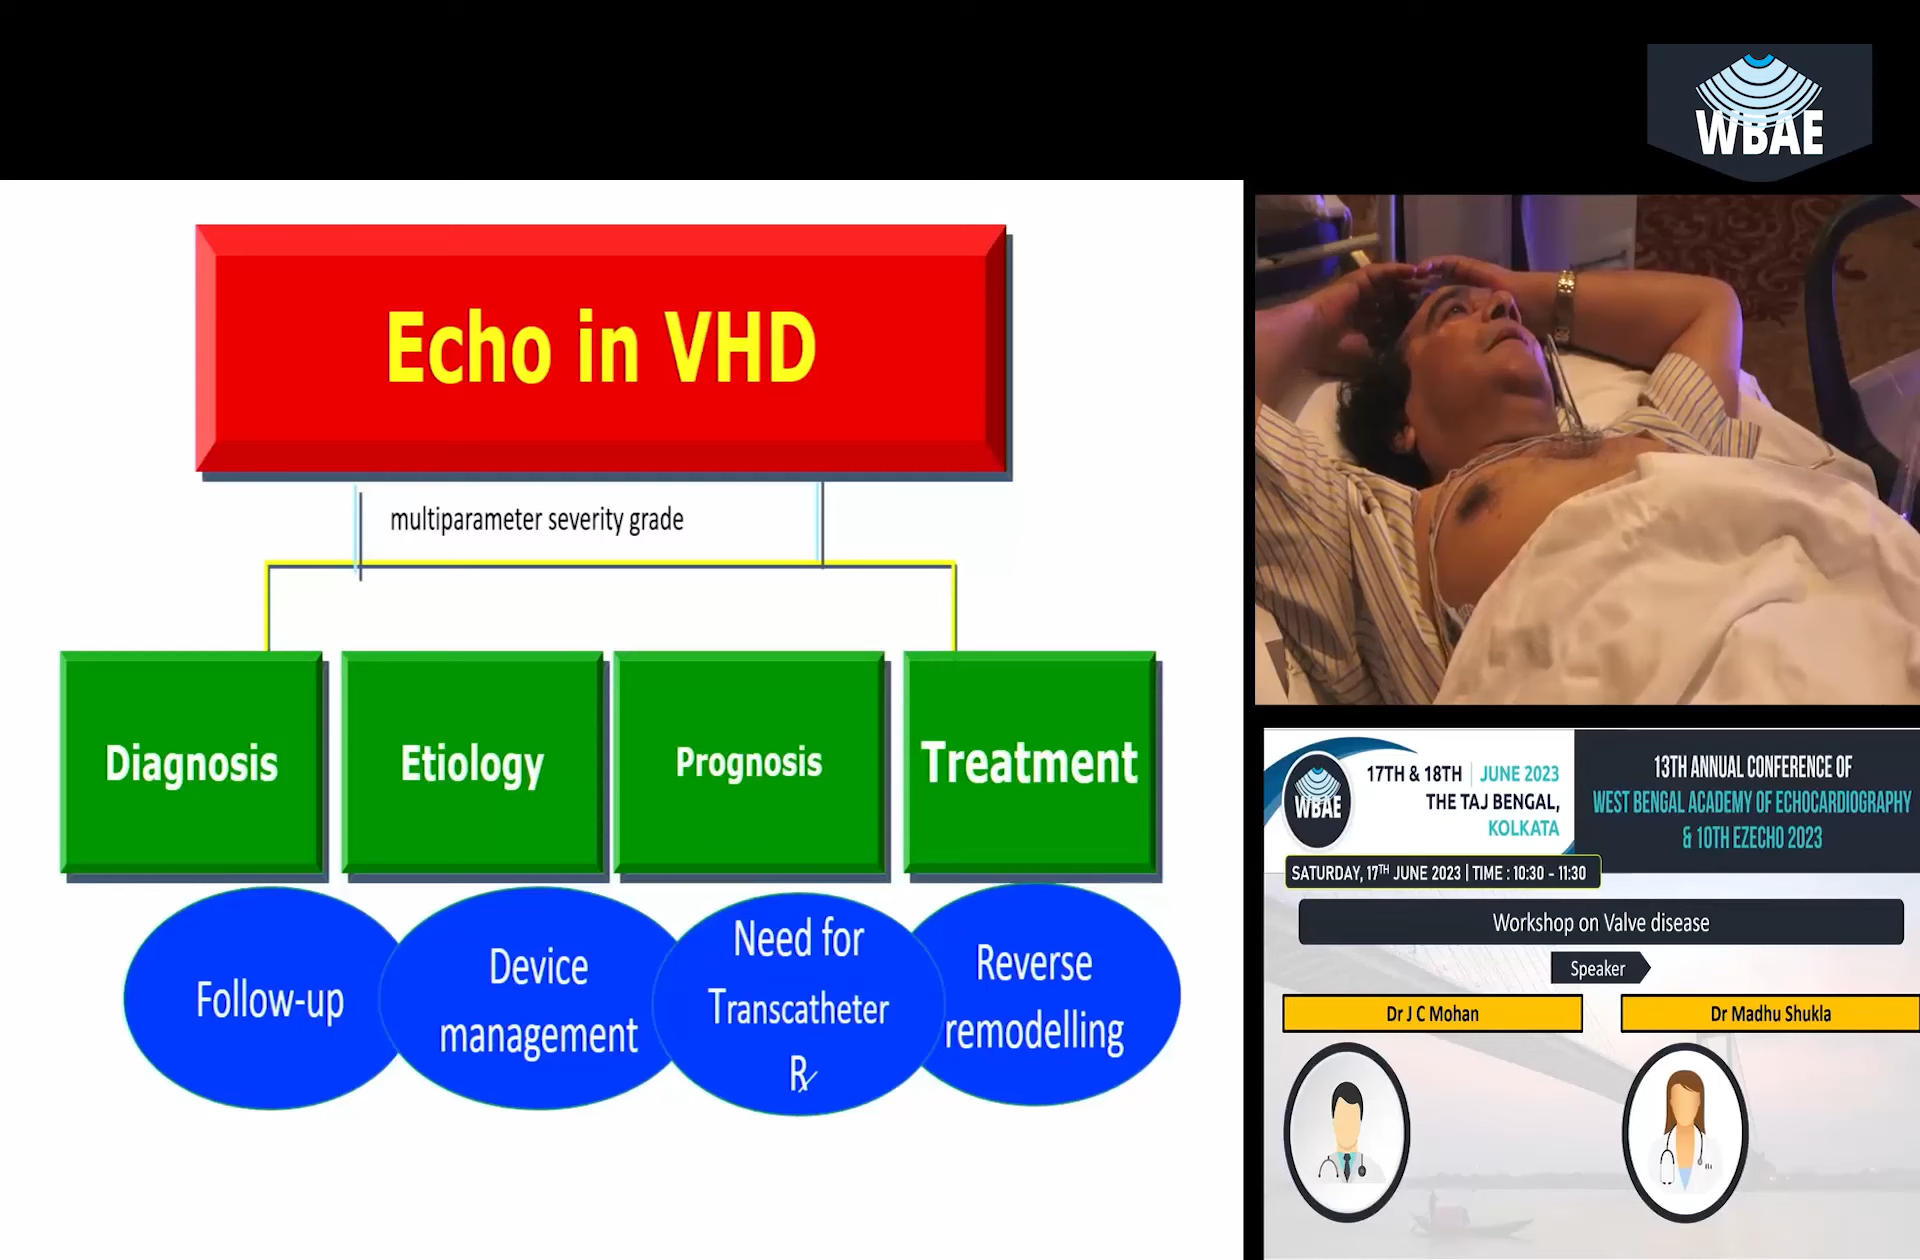 WBAE
Echo in VHD
multiparameter severity grade
Diagnosis
Etiology
Prognosis
Treatment
Follow-up
Device
management
Need for
Transcatheter
R
Reverse
remodelling
WBAE
17TH & 18TH | JUNE 2023
THE TAJ BENGAL,
KOLKATA
13TH ANNUAL CONFERENCE OF
WEST BENGAL ACADEMY OF ECHOCARDIOGRAPHY
& 10TH EZECHO 2023
SATURDAY, 17TH JUNE 2023 | TIME : 10:30 - 11:30
Workshop on Valve disease
Speaker
Dr J C Mohan
Dr Madhu Shukla